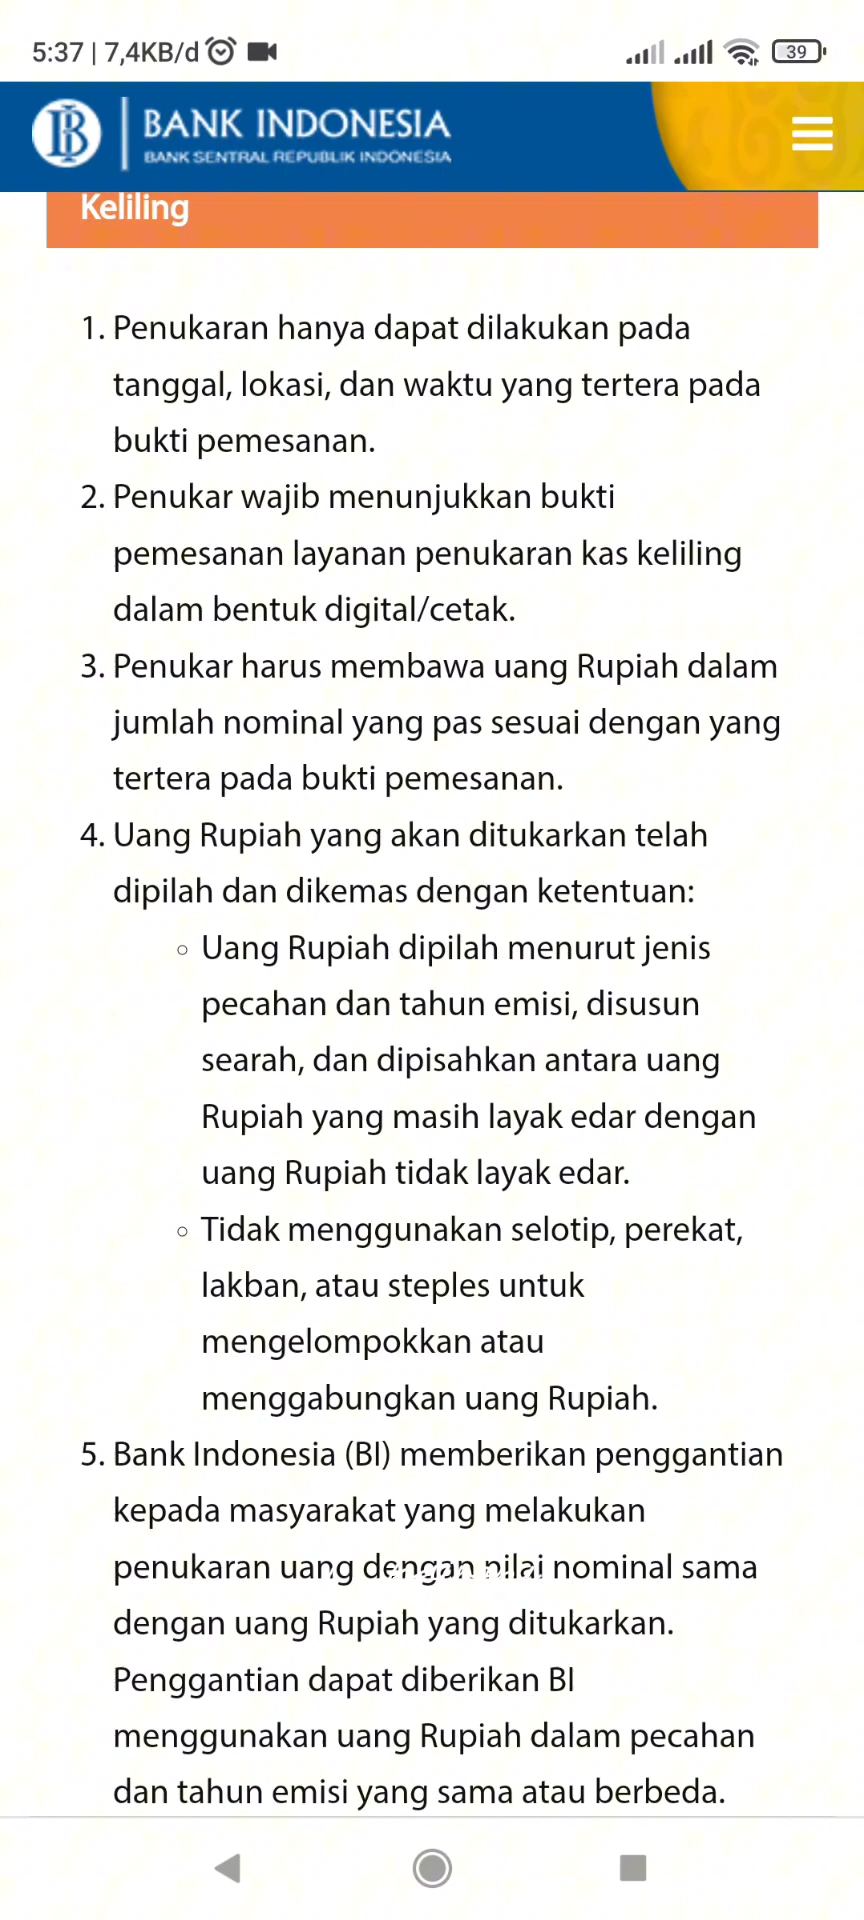 5:37 | 7,4KB/d
39
BANK INDONESIA
BANK SENTRAL REPUBLIK INDONESIA
Keliling
1. Penukaran hanya dapat dilakukan pada
tanggal, lokasi, dan waktu yang tertera pada
bukti pemesanan.
2. Penukar wajib menunjukkan bukti
pemesanan layanan penukaran kas keliling
dalam bentuk digital/cetak.
3. Penukar harus membawa uang Rupiah dalam
jumlah nominal yang pas sesuai dengan yang
tertera pada bukti pemesanan.
4. Uang Rupiah yang akan ditukarkan telah
dipilah dan dikemas dengan ketentuan:
◦ Uang Rupiah dipilah menurut jenis
pecahan dan tahun emisi, disusun
searah, dan dipisahkan antara uang
Rupiah yang masih layak edar dengan
uang Rupiah tidak layak edar.
◦ Tidak menggunakan selotip, perekat,
lakban, atau steples untuk
mengelompokkan atau
menggabungkan uang Rupiah.
5. Bank Indonesia (BI) memberikan penggantian
kepada masyarakat yang melakukan
penukaran uang dengan nilai nominal sama
dengan uang Rupiah yang ditukarkan.
Penggantian dapat diberikan BI
menggunakan uang Rupiah dalam pecahan
dan tahun emisi yang sama atau berbeda.